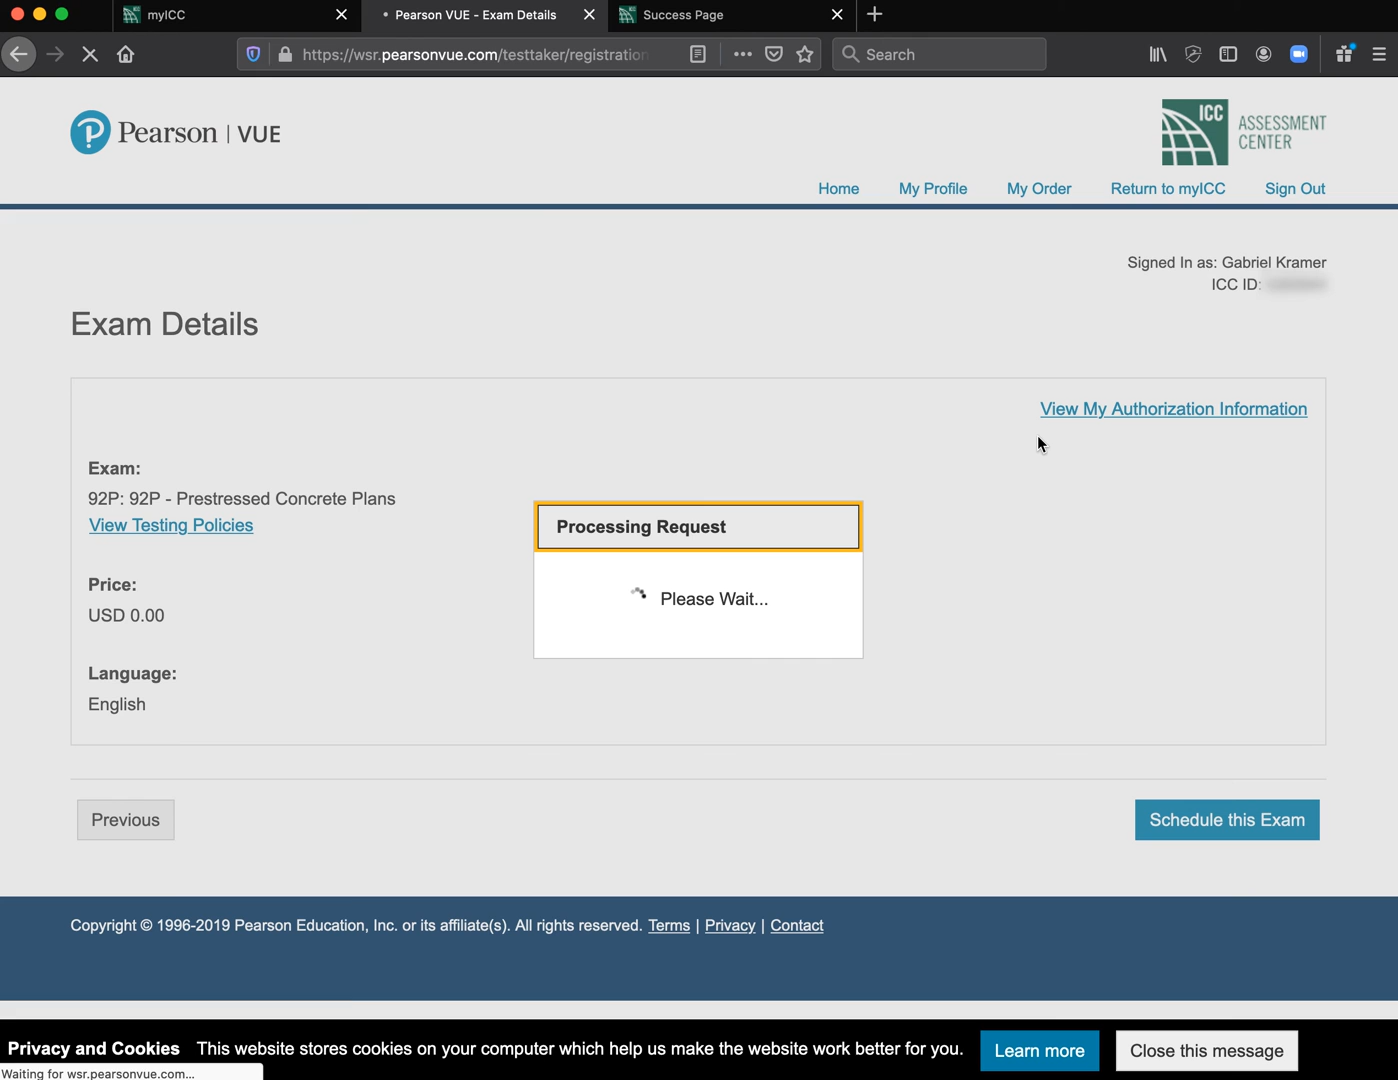 myICC
Pearson VUE - Exam Details
Success Page
https://wsr.pearsonvue.com/testtaker/registration
Search
Pearson | VUE
ICC
ASSESSMENT
CENTER
Home
My Profile
My Order
Return to myICC
Sign Out
Signed In as: Gabriel Kramer
ICC ID:
Exam Details
View My Authorization Information
Exam:
92P: 92P - Prestressed Concrete Plans
View Testing Policies
Processing Request
Please Wait...
Price:
USD 0.00
Language:
English
Previous
Schedule this Exam
Copyright © 1996-2019 Pearson Education, Inc. or its affiliate(s). All rights reserved. Terms | Privacy | Contact
Privacy and Cookies This website stores cookies on your computer which help us make the website work better for you.
Learn more
Close this message
Waiting for wsr.pearsonvue.com...